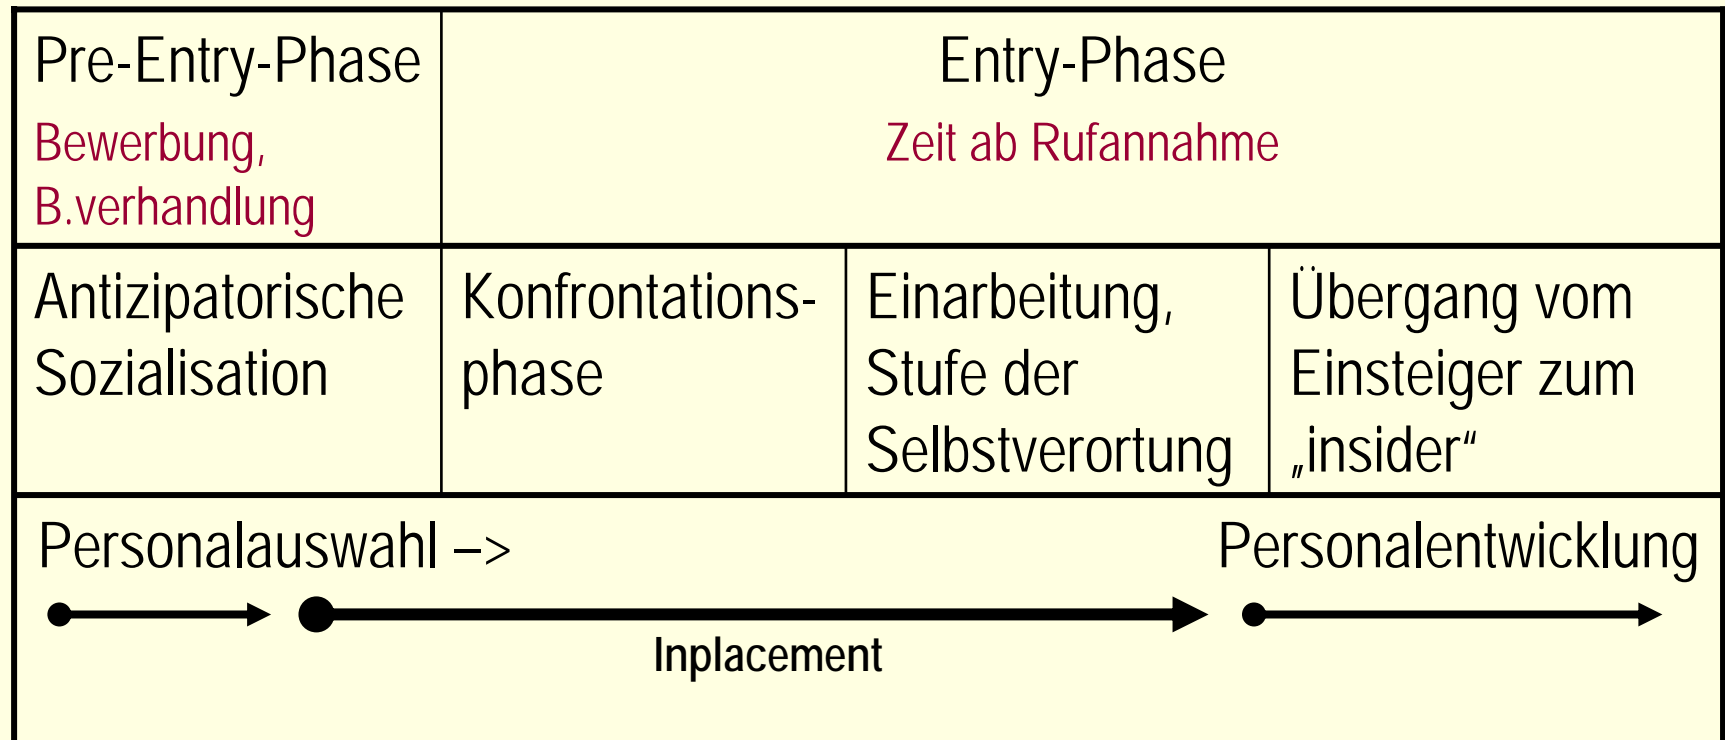 Pre-Entry-Phase
Bewerbung,
B.verhandlung
Entry-Phase
Zeit ab Rufannahme
Antizipatorische
Sozialisation
Konfrontations-
phase
Einarbeitung,
Stufe der
Selbstverortung
Übergang vom
Einsteiger zum
„insider“
Personalauswahl –>
Personalentwicklung
Inplacement